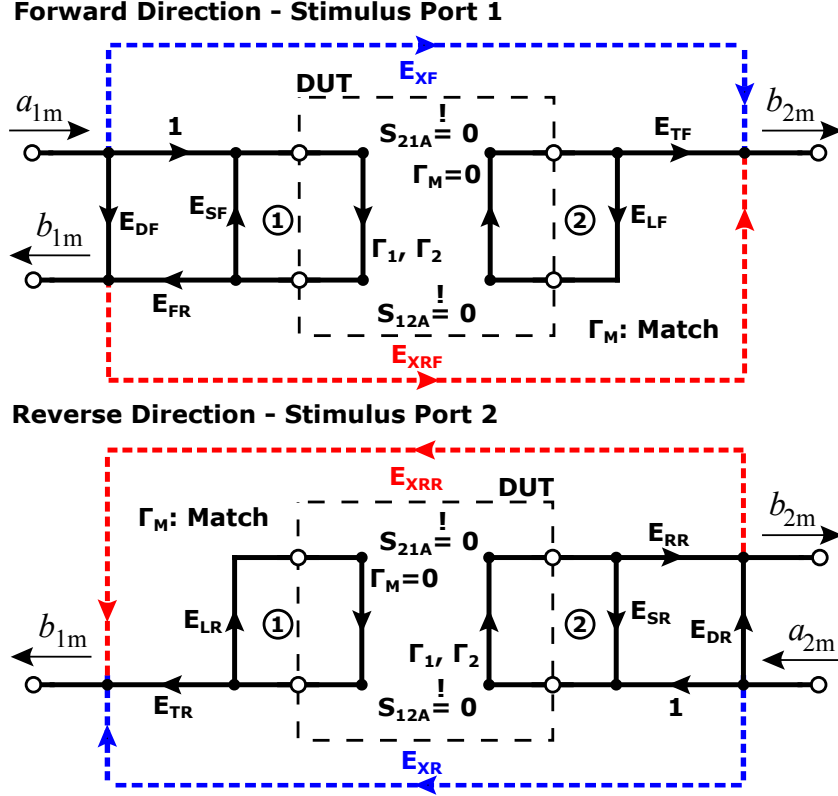 Forward Direction - Stimulus Port 1
E_XF
DUT
a_1m
1
S_21A = 0
!
E_TF
b_2m
Γ_M=0
E_DF
E_SF
①
②
E_LF
b_1m
Γ_1, Γ_2
E_FR
!
S_12A = 0
Γ_M: Match
E_XRF
Reverse Direction - Stimulus Port 2
E_XRR
DUT
Γ_M: Match
!
S_21A = 0
E_RR
b_2m
Γ_M=0
E_LR
①
②
E_SR
E_DR
b_1m
Γ_1, Γ_2
a_2m
E_TR
!
S_12A = 0
1
E_XR